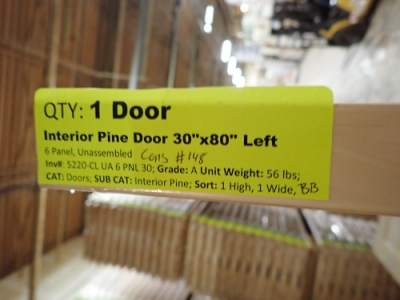 QTY: 1 Door
Interior Pine Door 30"x80" Left
6 Panel, Unassembled Cons #148
Inv#: S220-CL UA 6 PNL 30; Grade: A Unit Weight: 56 lbs;
CAT: Doors; SUB CAT: Interior Pine; Sort: 1 High, 1 Wide, BB